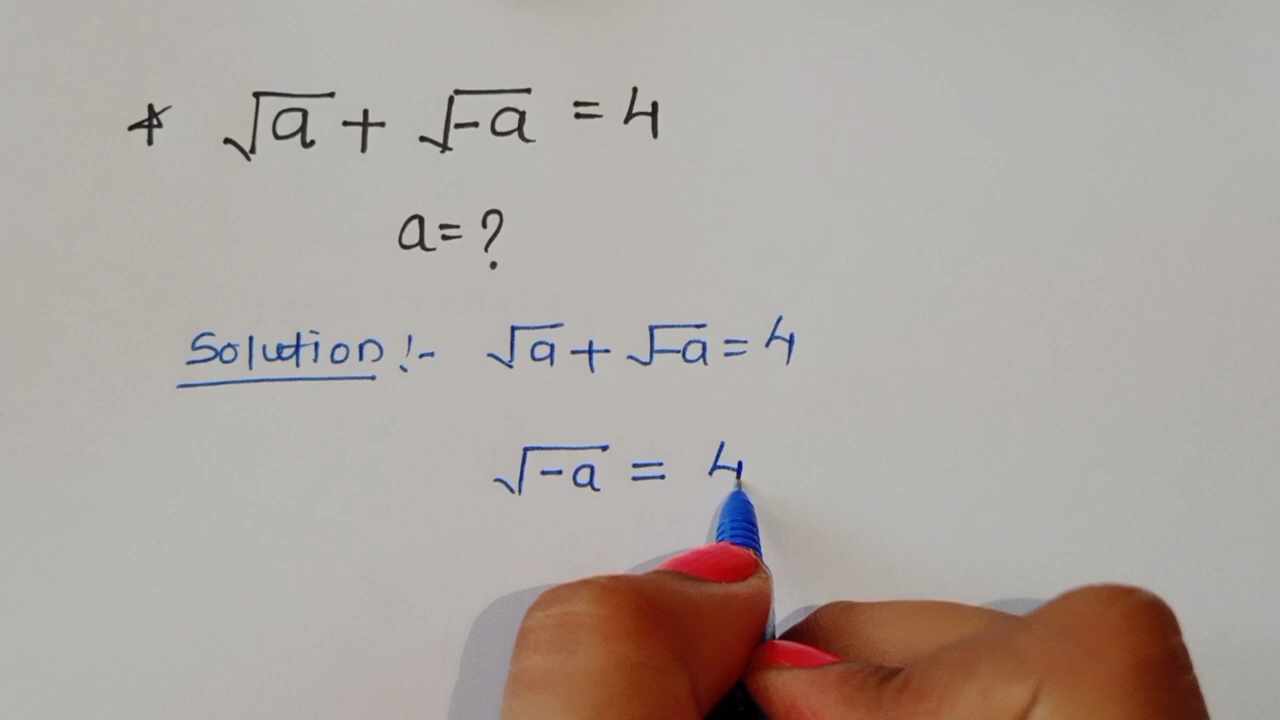 * √a + √-a = 4
a = ?
Solution :- √a + √-a = 4
√-a = 4